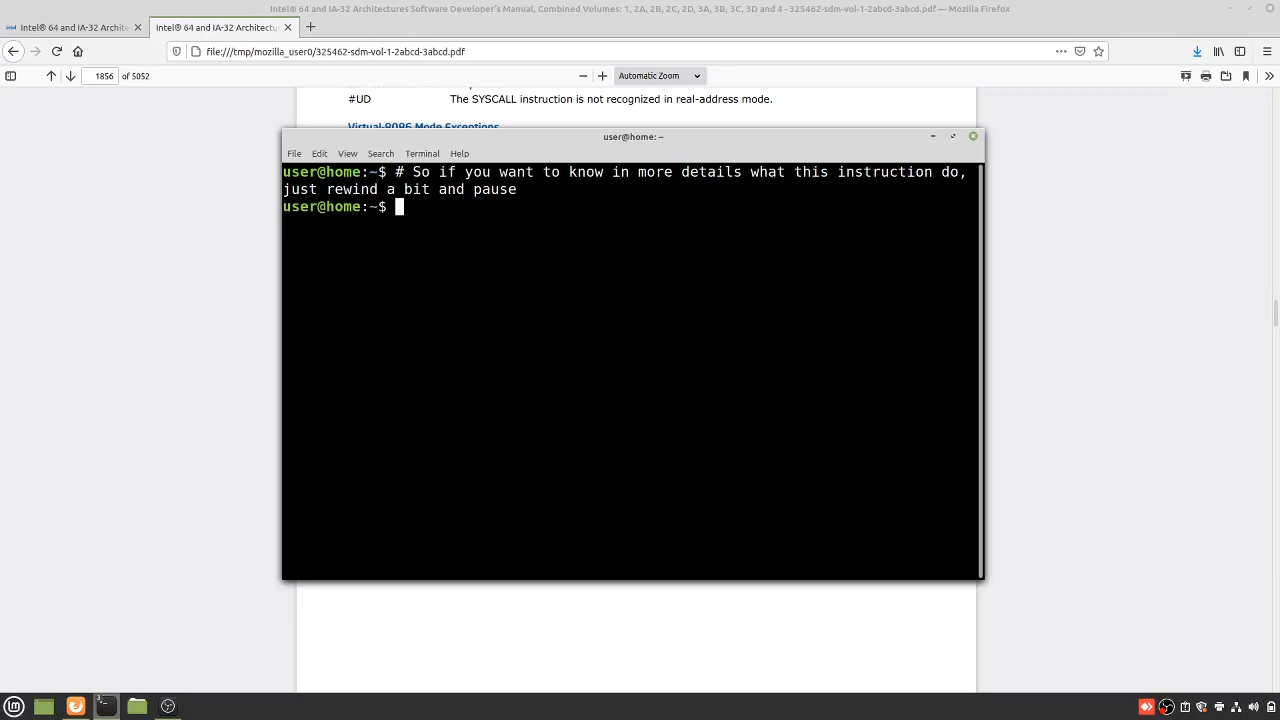 Intel® 64 and IA-32 Architectures Software Developer's Manual, Combined Volumes: 1, 2A, 2B, 2C, 2D, 3A, 3B, 3C, 3D and 4 - 325462-sdm-vol-1-2abcd-3abcd.pdf — Mozilla Firefox
Intel® 64 and IA-32 Architec
Intel® 64 and IA-32 Architectu
file:///tmp/mozilla_user0/325462-sdm-vol-1-2abcd-3abcd.pdf
1856 of 5052
Automatic Zoom
#UD The SYSCALL instruction is not recognized in real-address mode.
Virtual-8086 Mode Exceptions
user@home: ~
File Edit View Search Terminal Help
user@home:~$ # So if you want to know in more details what this instruction do,
just rewind a bit and pause
user@home:~$